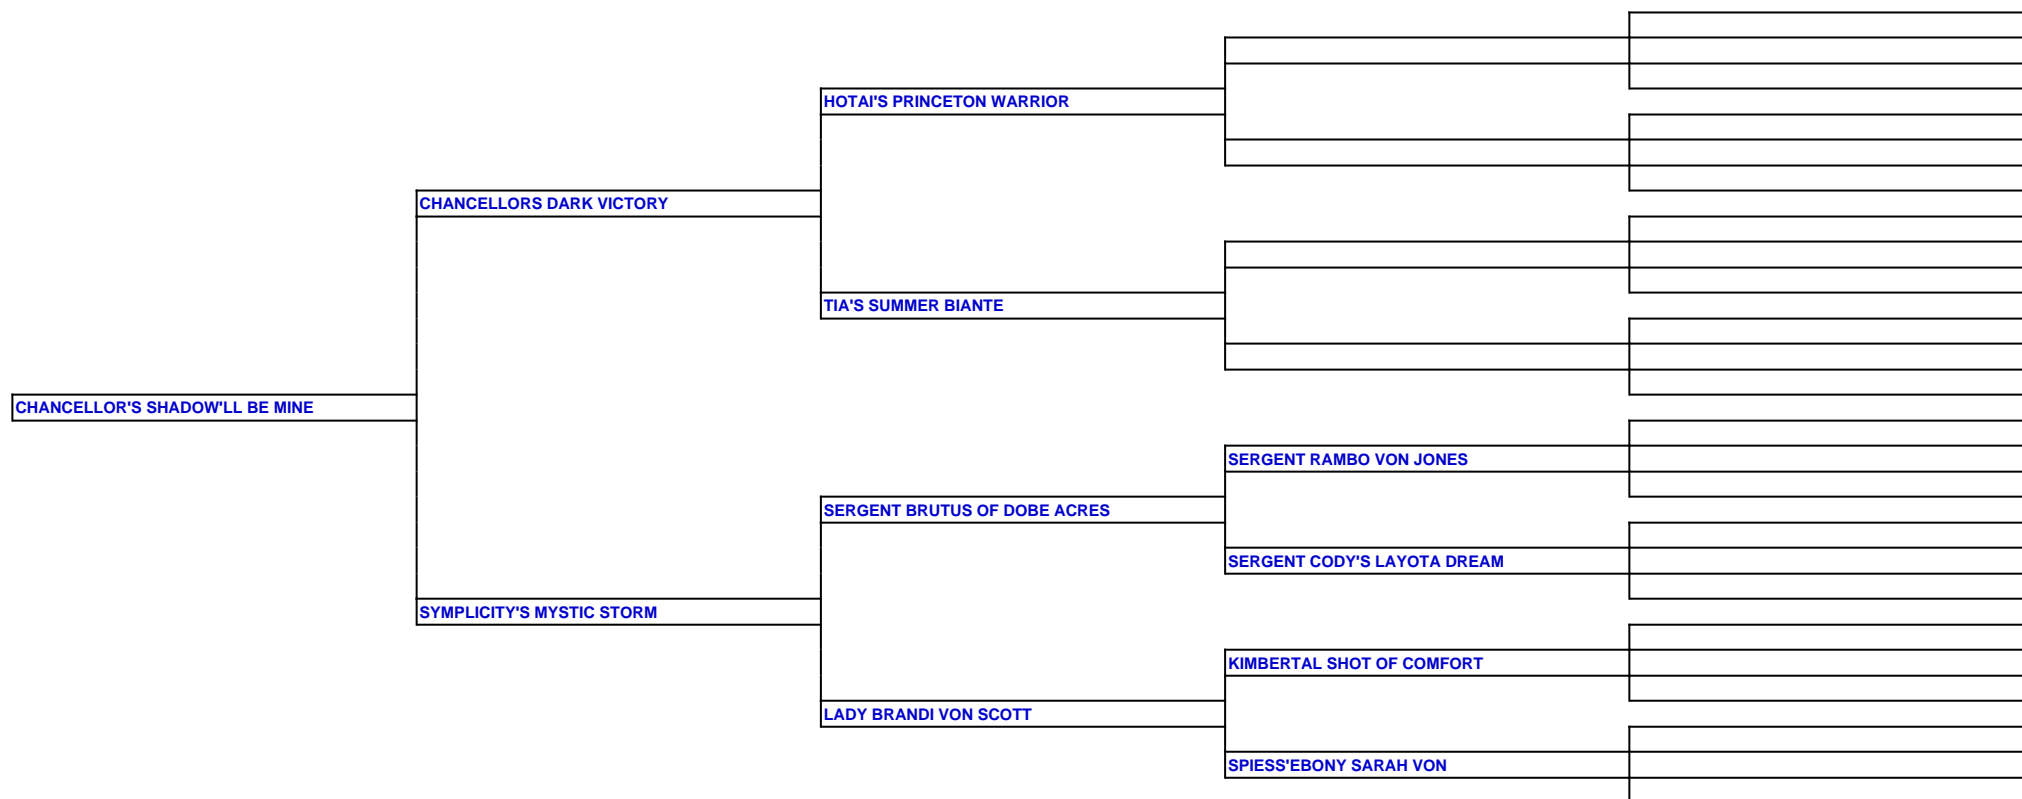 HOTAI'S PRINCETON WARRIOR
CHANCELLORS DARK VICTORY
TIA'S SUMMER BIANTE
CHANCELLOR'S SHADOW'LL BE MINE
SERGENT RAMBO VON JONES
SERGENT BRUTUS OF DOBE ACRES
SERGENT CODY'S LAYOTA DREAM
SYMPLICITY'S MYSTIC STORM
KIMBERTAL SHOT OF COMFORT
LADY BRANDI VON SCOTT
SPIESS'EBONY SARAH VON